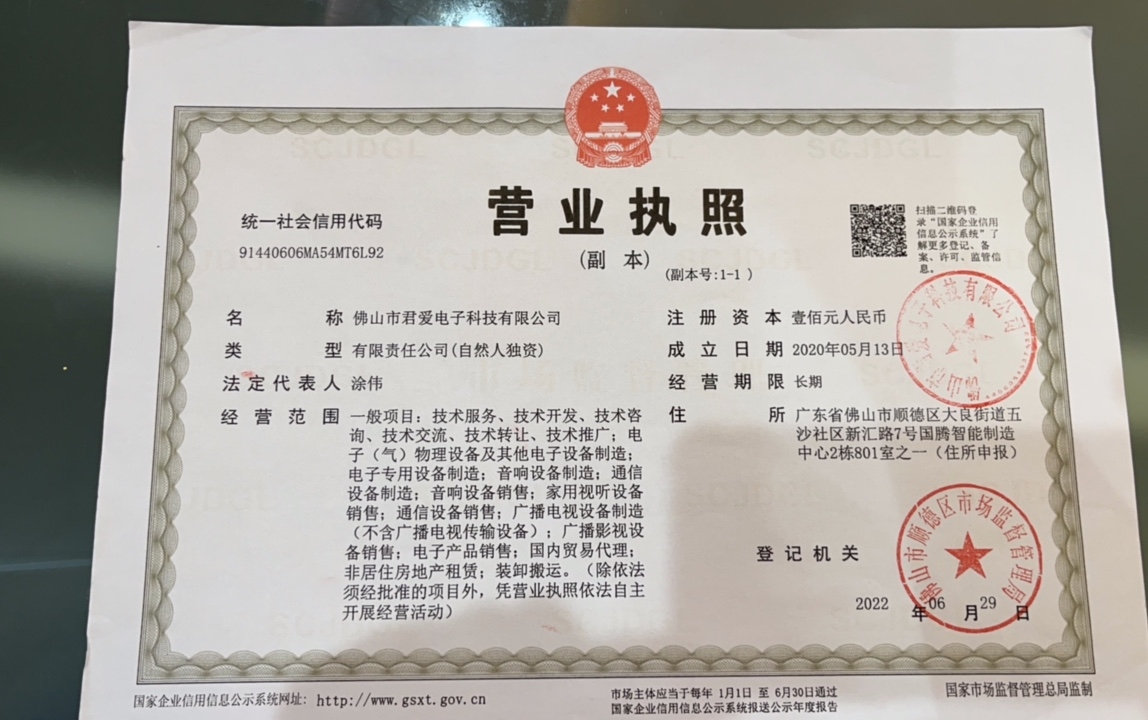 营业执照
(副 本)
(副本号:1-1 )
统一社会信用代码
91440606MA54MT6L92
扫描二维码登
录“国家企业信用
信息公示系统”了
解更多登记、备
案、许可、监管信
息。
名称 佛山市君爱电子科技有限公司
类型 有限责任公司(自然人独资)
法定代表人 涂伟
经营范围 一般项目：技术服务、技术开发、技术咨
询、技术交流、技术转让、技术推广；电
子（气）物理设备及其他电子设备制造；
电子专用设备制造；音响设备制造；通信
设备制造；音响设备销售；家用视听设备
销售；通信设备销售；广播电视设备制造
（不含广播电视传输设备）；广播影视设
备销售；电子产品销售；国内贸易代理；
非居住房地产租赁；装卸搬运。（除依法
须经批准的项目外，凭营业执照依法自主
开展经营活动）
注册资本 壹佰元人民币
成立日期 2020年05月13日
经营期限 长期
住所 广东省佛山市顺德区大良街道五
沙社区新汇路7号国腾智能制造
中心2栋801室之一（住所申报）
登记机关
佛山市顺德区市场监督管理局
2022 年 06 月 29 日
国家企业信用信息公示系统网址：http://www.gsxt.gov.cn
市场主体应当于每年 1月1日 至 6月30日通过
国家企业信用信息公示系统报送公示年度报告
国家市场监督管理总局监制